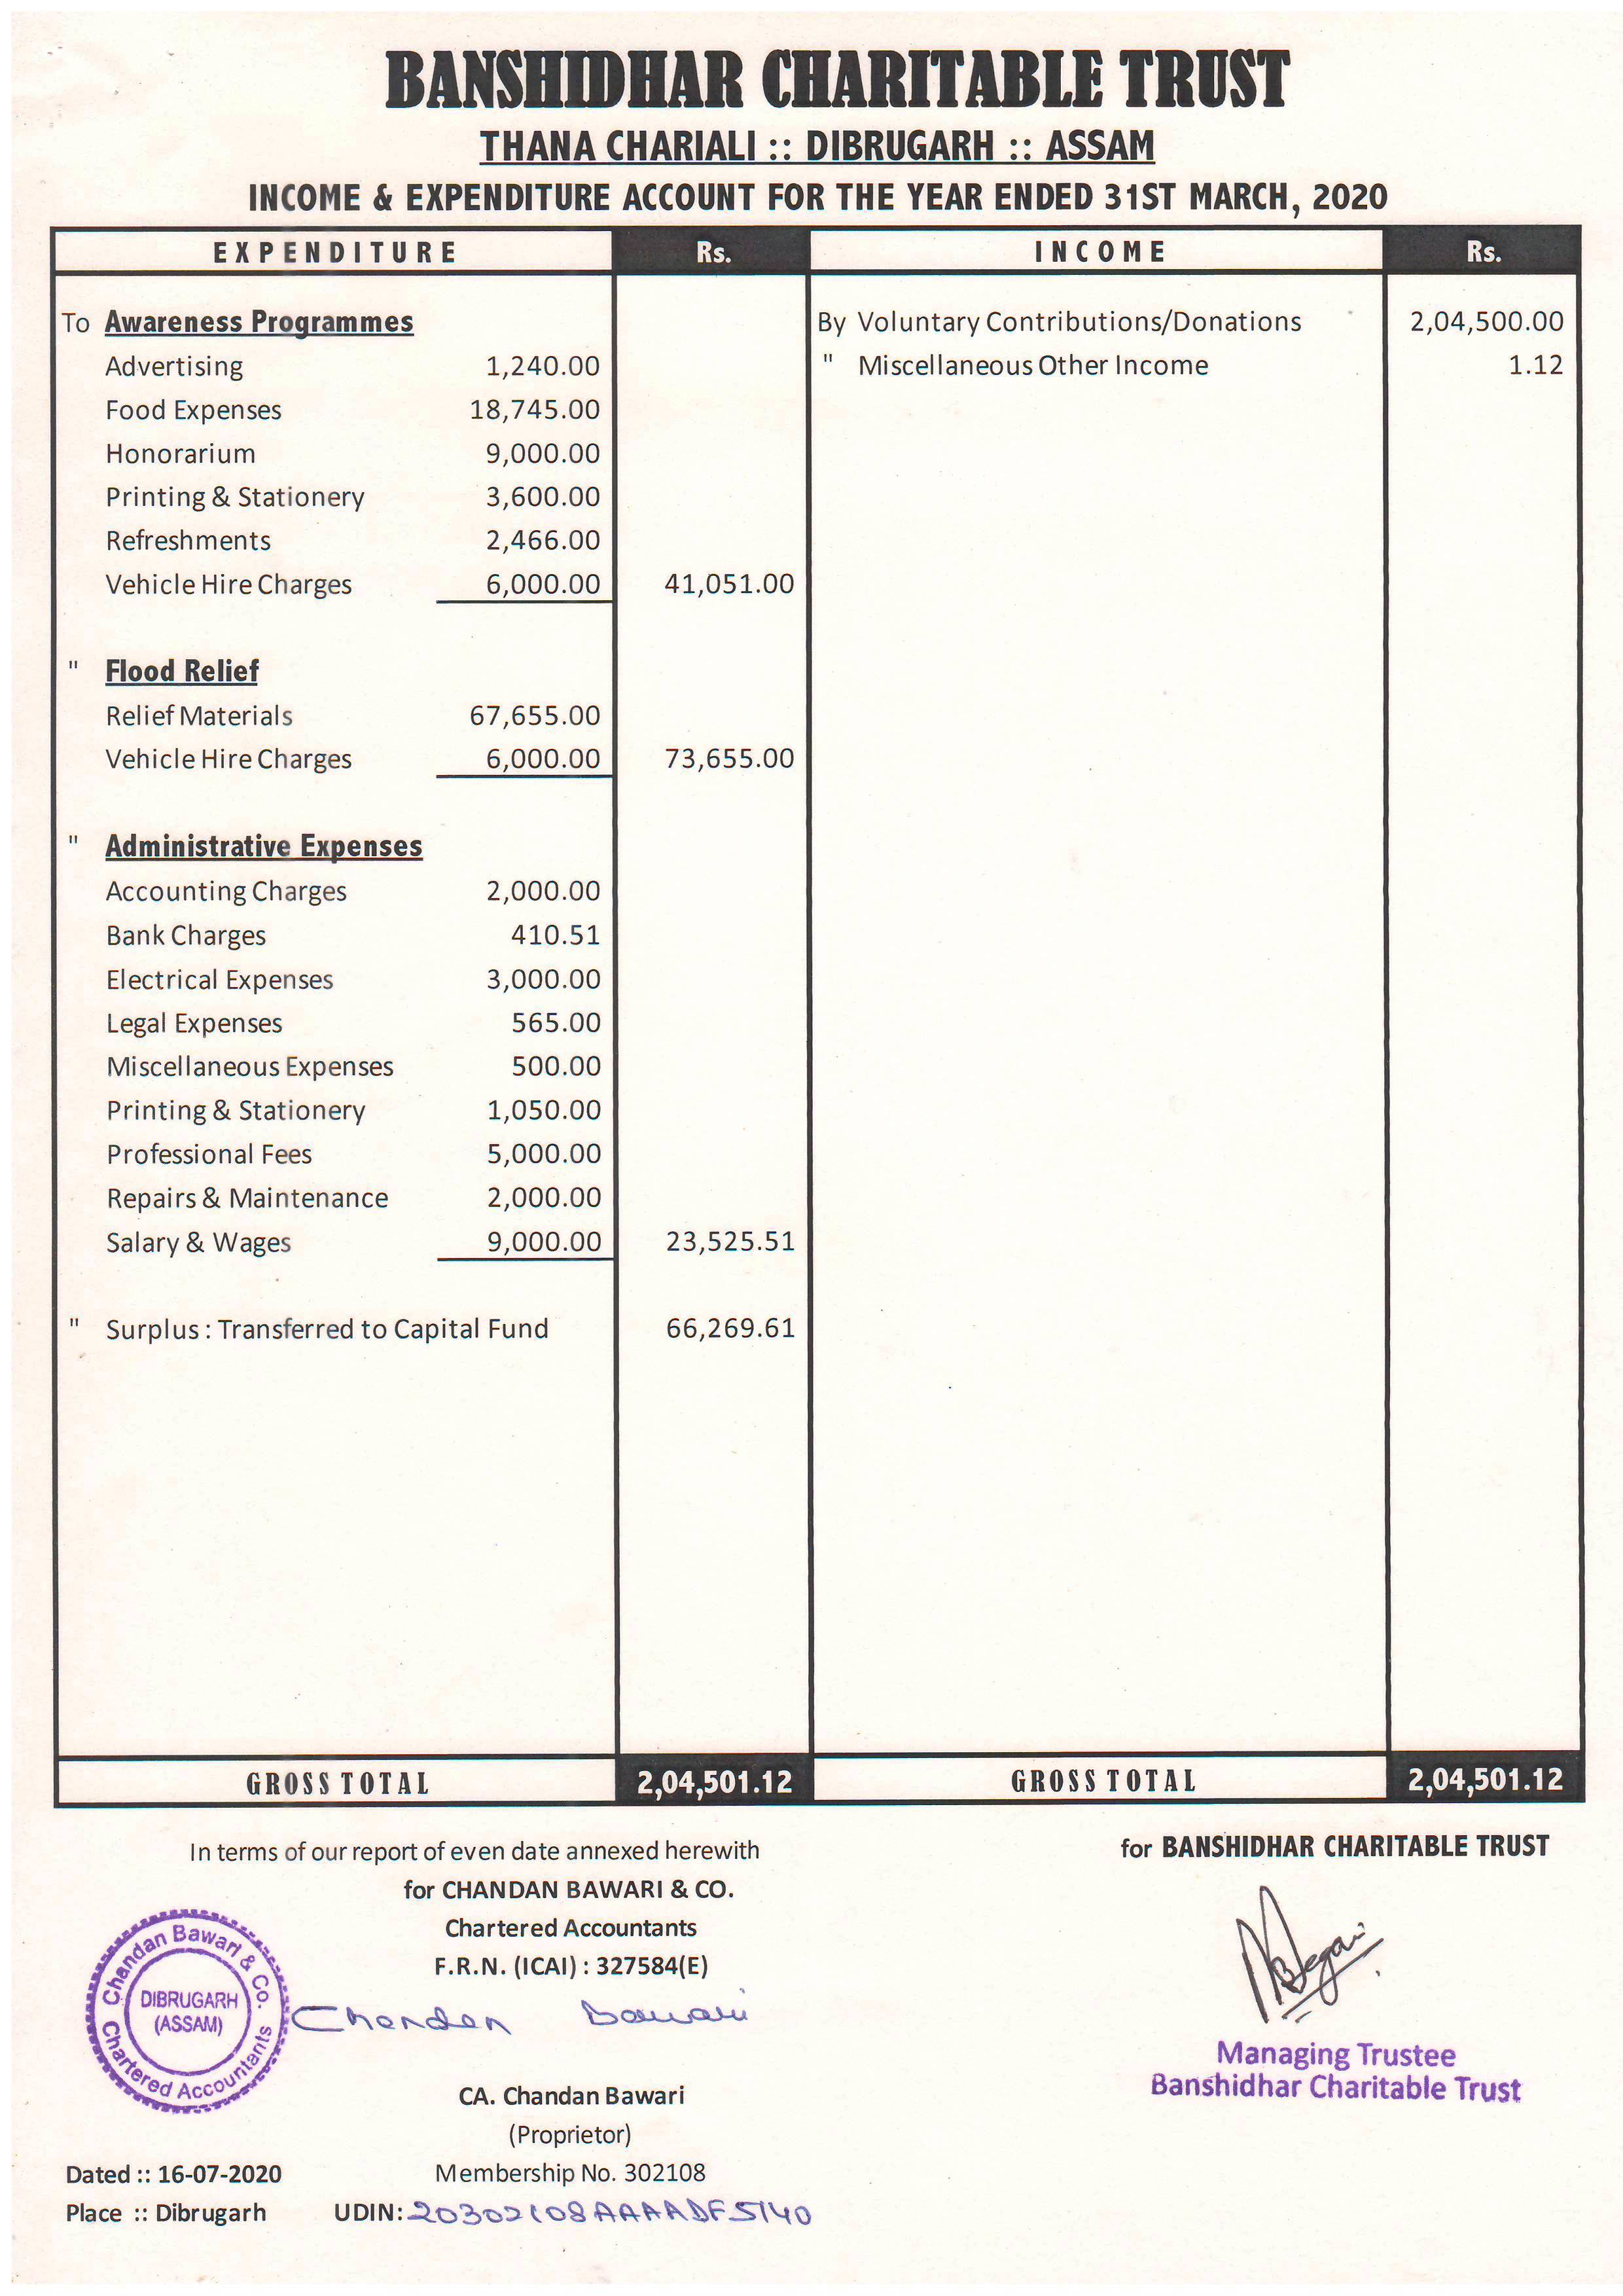 BANSHIDHAR CHARITABLE TRUST
THANA CHARIALI :: DIBRUGARH :: ASSAM
INCOME & EXPENDITURE ACCOUNT FOR THE YEAR ENDED 31ST MARCH, 2020
EXPENDITURE Rs. INCOME Rs.
To Awareness Programmes By Voluntary Contributions/Donations 2,04,500.00
Advertising 1,240.00 " Miscellaneous Other Income 1.12
Food Expenses 18,745.00
Honorarium 9,000.00
Printing & Stationery 3,600.00
Refreshments 2,466.00
Vehicle Hire Charges 6,000.00 41,051.00
" Flood Relief
Relief Materials 67,655.00
Vehicle Hire Charges 6,000.00 73,655.00
" Administrative Expenses
Accounting Charges 2,000.00
Bank Charges 410.51
Electrical Expenses 3,000.00
Legal Expenses 565.00
Miscellaneous Expenses 500.00
Printing & Stationery 1,050.00
Professional Fees 5,000.00
Repairs & Maintenance 2,000.00
Salary & Wages 9,000.00 23,525.51
" Surplus : Transferred to Capital Fund 66,269.61
GROSS TOTAL 2,04,501.12 GROSS TOTAL 2,04,501.12
In terms of our report of even date annexed herewith
for CHANDAN BAWARI & CO.
Chartered Accountants
F.R.N. (ICAI) : 327584(E)
Chandan Bawari & Co.
DIBRUGARH
(ASSAM)
Chartered Accountants
Chandan Bawari
CA. Chandan Bawari
(Proprietor)
Dated :: 16-07-2020 Membership No. 302108
Place :: Dibrugarh UDIN: 20302108AAAADF5140
for BANSHIDHAR CHARITABLE TRUST
Managing Trustee
Banshidhar Charitable Trust